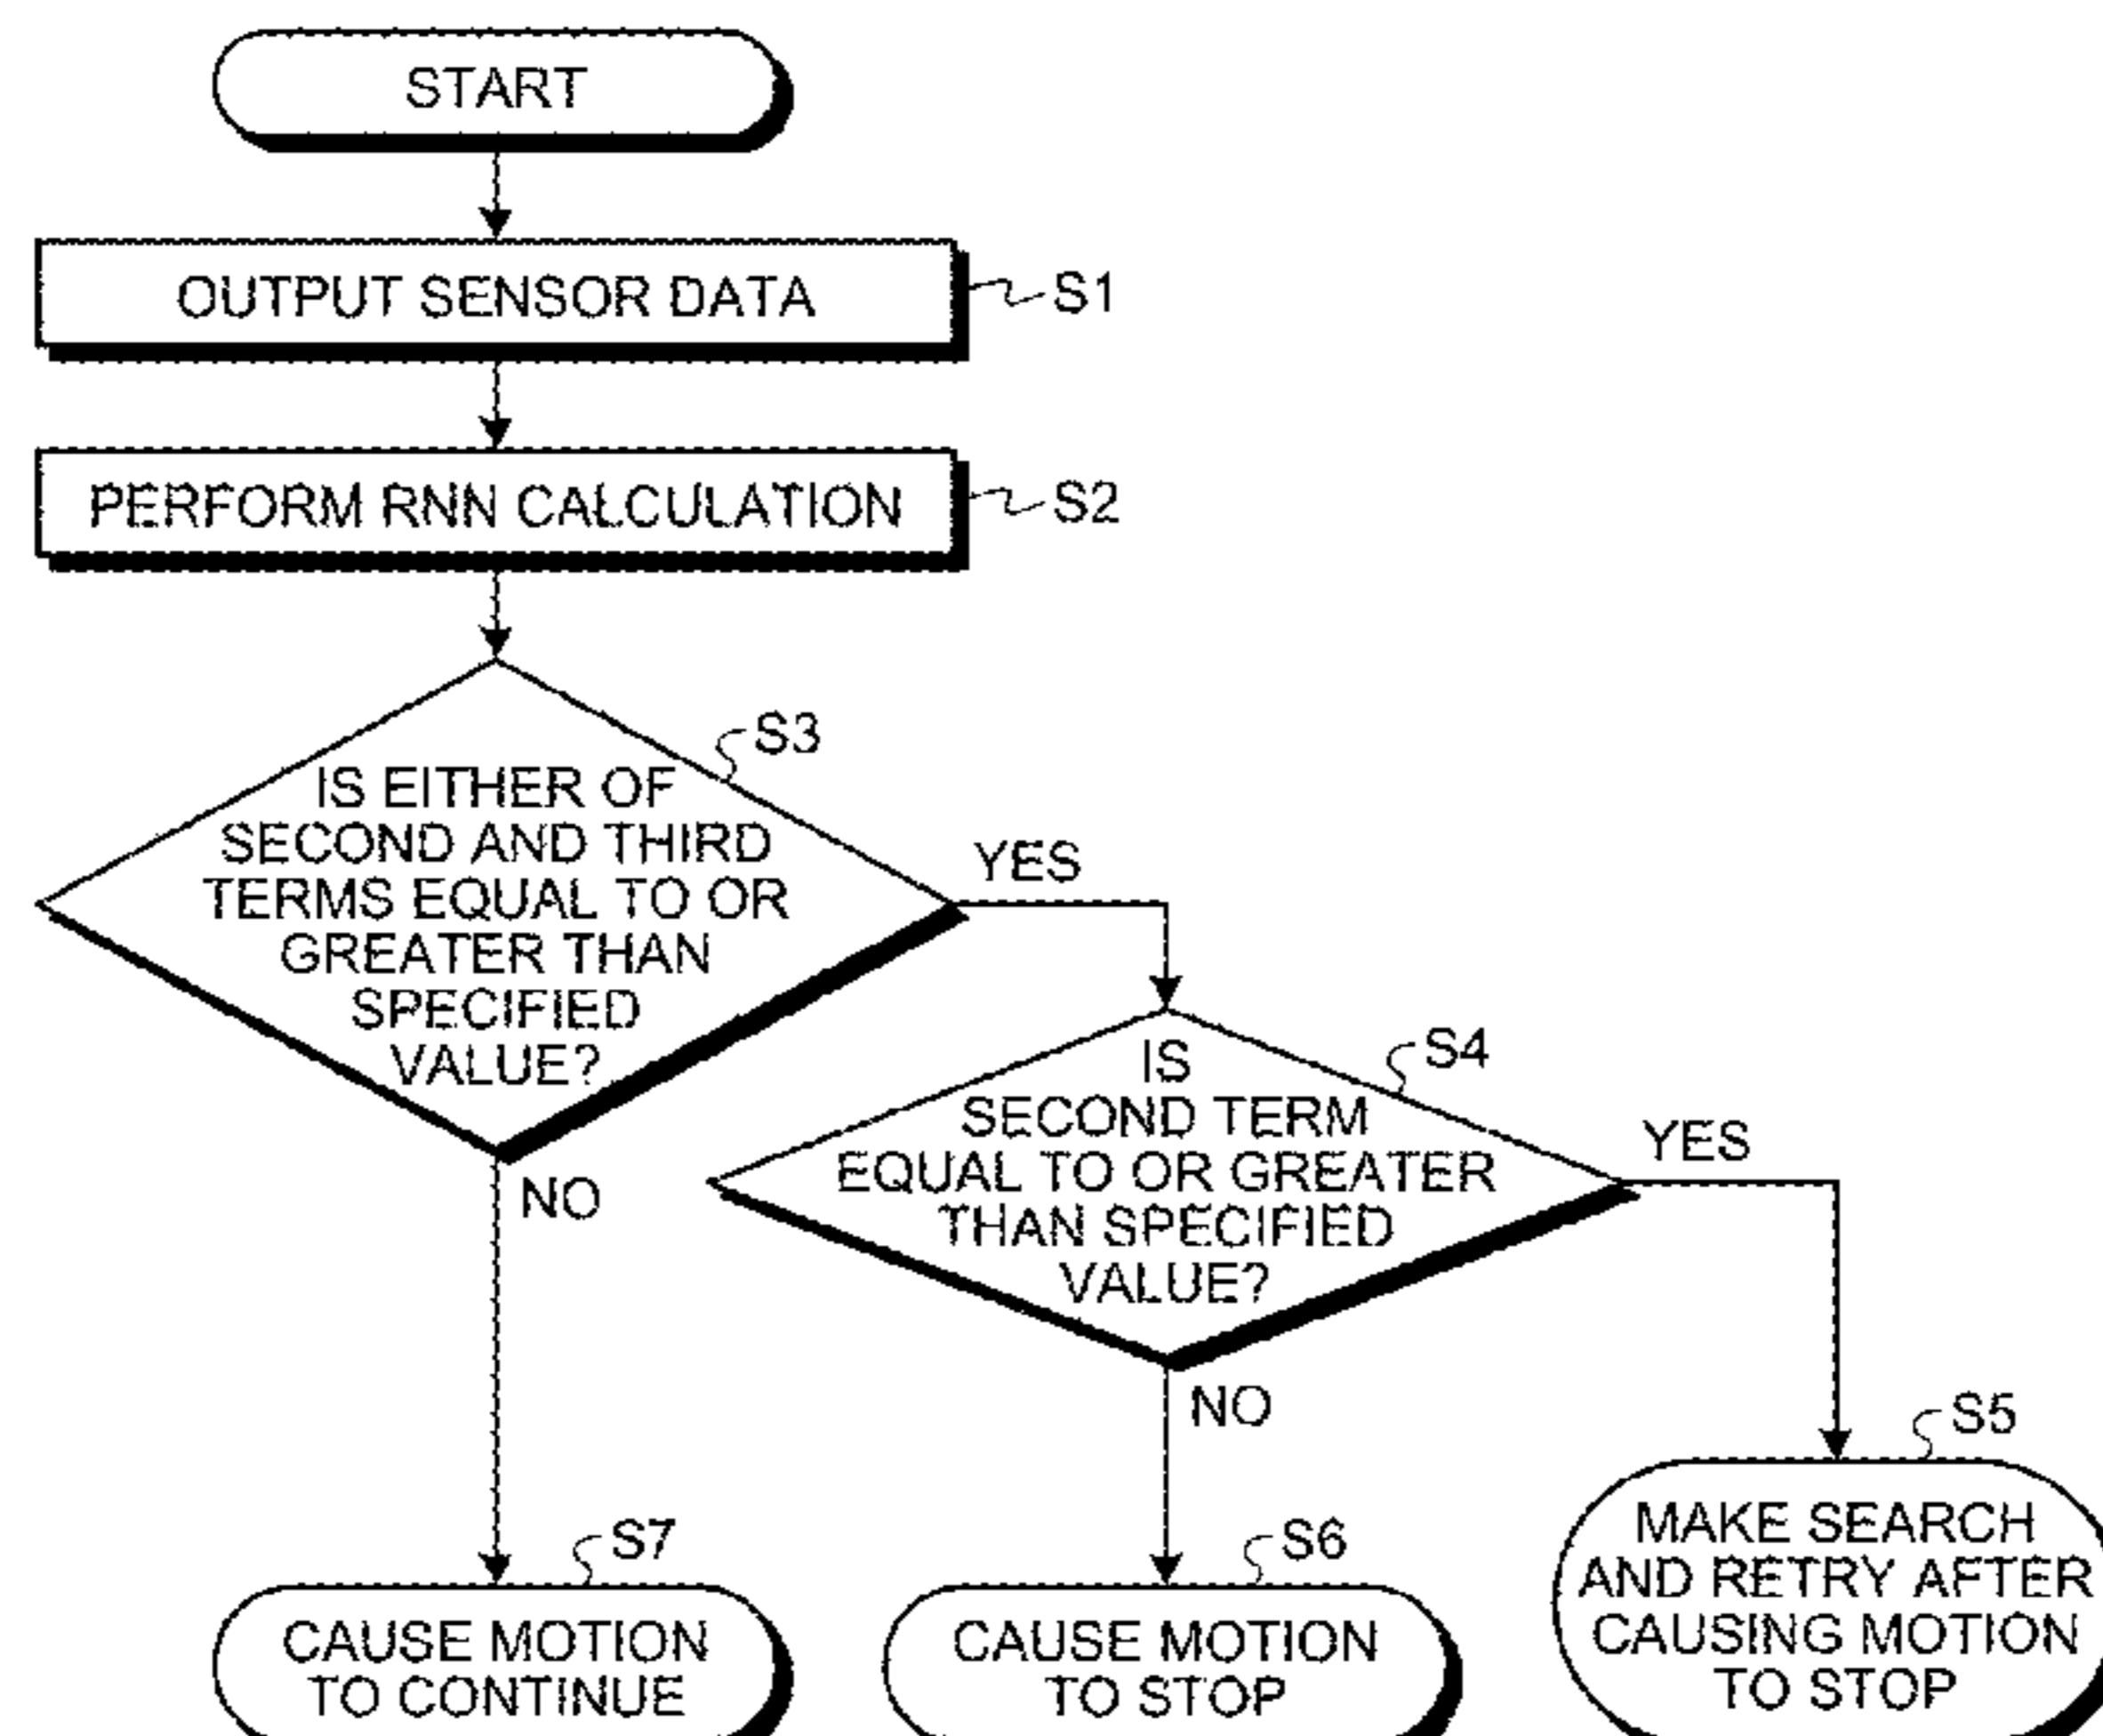 START
OUTPUT SENSOR DATA
S1
PERFORM RNN CALCULATION
S2
S3
IS EITHER OF
SECOND AND THIRD
TERMS EQUAL TO OR
GREATER THAN
SPECIFIED
VALUE?
YES
NO
S4
IS
SECOND TERM
EQUAL TO OR GREATER
THAN SPECIFIED
VALUE?
YES
NO
S5
MAKE SEARCH
AND RETRY AFTER
CAUSING MOTION
TO STOP
S7
CAUSE MOTION
TO CONTINUE
S6
CAUSE MOTION
TO STOP